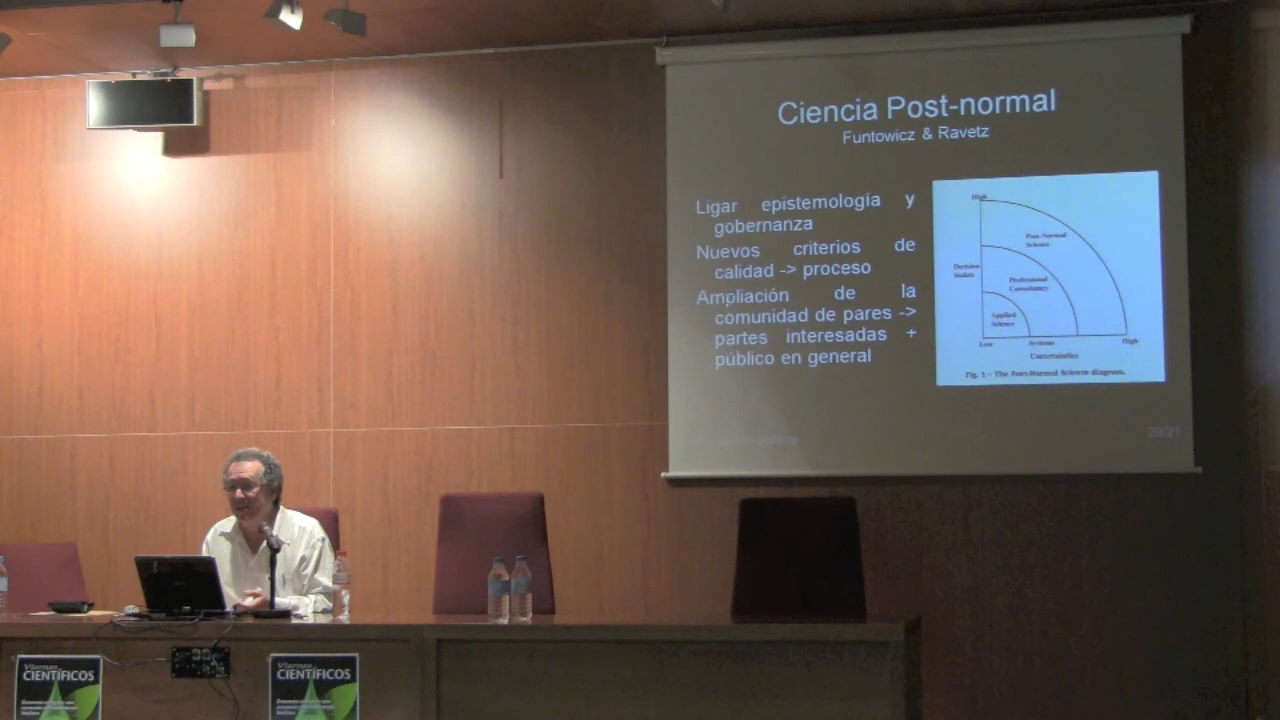 Ciencia Post-normal
Funtowicz & Ravetz
Ligar epistemología y
gobernanza
Nuevos criterios de
calidad -> proceso
Ampliación de la
comunidad de pares ->
partes interesadas +
público en general
High
Post-Normal
Science
Decision
Stakes
Professional
Consultancy
Applied
Science
Low
Systems
High
Uncertainties
Fig. 1 - The Post-Normal Science diagram.
20/21
Viernes
CIENTÍFICOS
Viernes
CIENTÍFICOS